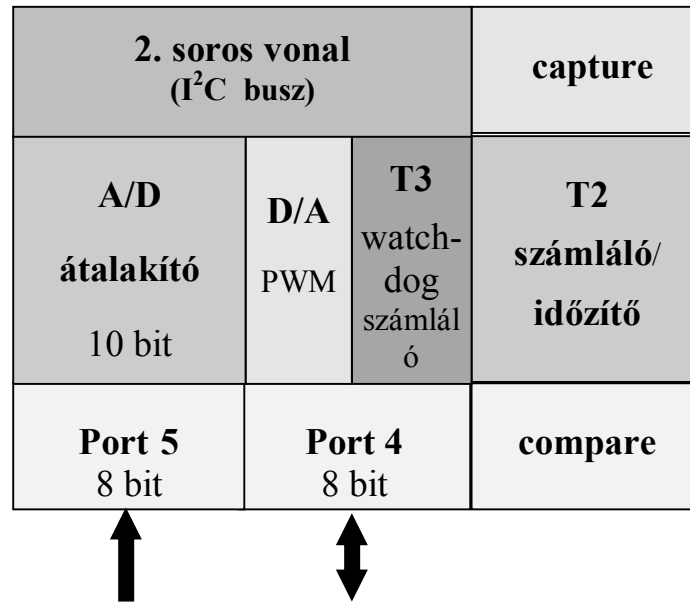 2. soros vonal
(I²C busz)
capture
A/D
átalakító
10 bit
D/A
PWM
T3
watch-
dog
számlál
ó
T2
számláló/
időzítő
Port 5
8 bit
Port 4
8 bit
compare